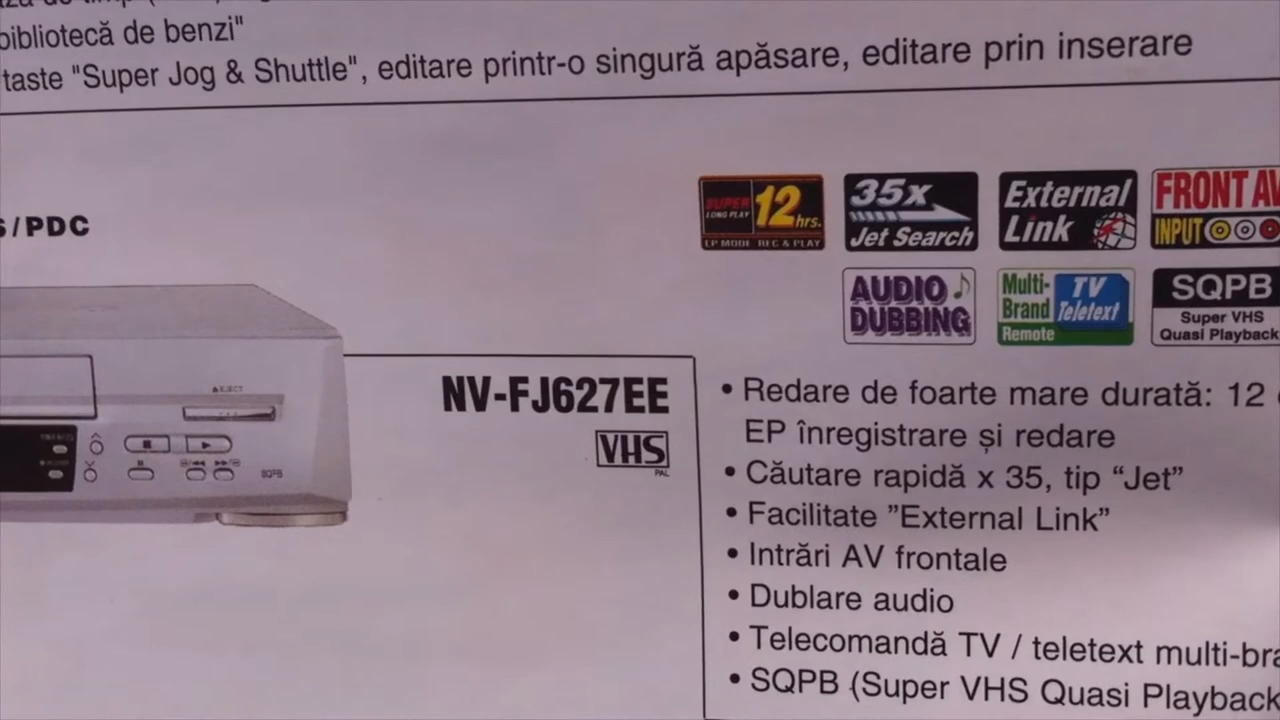 bibliotecă de benzi"
taste "Super Jog & Shuttle", editare printr-o singură apăsare, editare prin inserare
/PDC
SUPER LONG PLAY 12hrs.
EP MODE REC & PLAY
35x
Jet Search
External
Link
FRONT AV
INPUT
AUDIO
DUBBING
Multi-
Brand
Remote
TV
Teletext
SQPB
Super VHS
Quasi Playback
EJECT
SQPB
NV-FJ627EE
VHS
PAL
• Redare de foarte mare durată: 12
EP înregistrare și redare
• Căutare rapidă x 35, tip “Jet”
• Facilitate ”External Link”
• Intrări AV frontale
• Dublare audio
• Telecomandă TV / teletext multi-bra
• SQPB (Super VHS Quasi Playback